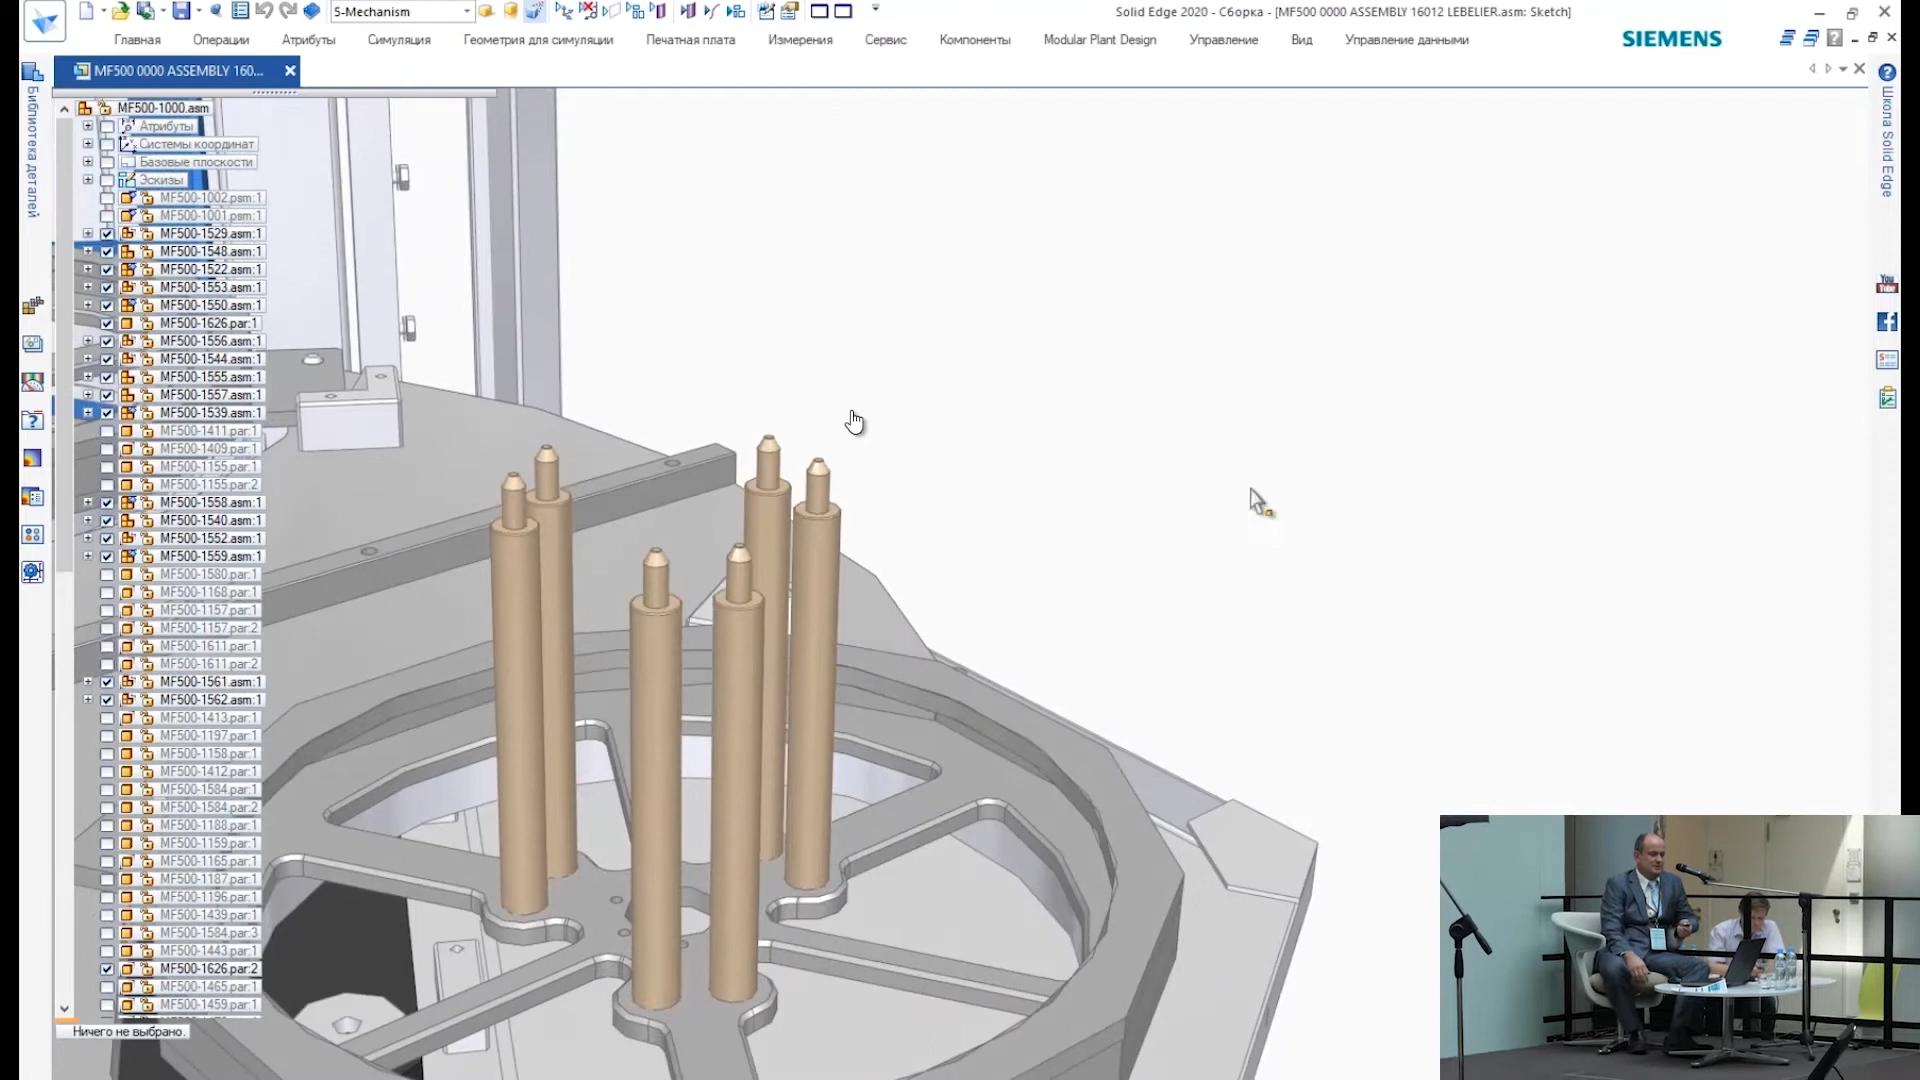 5-Mechanism
Solid Edge 2020 - Сборка - [MF500 0000 ASSEMBLY 16012 LEBELIER.asm: Sketch]
Главная Операции Атрибуты Симуляция Геометрия для симуляции Печатная плата Измерения Сервис Компоненты Modular Plant Design Управление Вид Управление данными
SIEMENS
MF500 0000 ASSEMBLY 160...
Библиотека деталей
Школа Solid Edge
MF500-1000.asm
Атрибуты
Системы координат
Базовые плоскости
Эскизы
MF500-1002.psm:1
MF500-1001.psm:1
MF500-1529.asm:1
MF500-1548.asm:1
MF500-1522.asm:1
MF500-1553.asm:1
MF500-1550.asm:1
MF500-1626.par:1
MF500-1556.asm:1
MF500-1544.asm:1
MF500-1555.asm:1
MF500-1557.asm:1
MF500-1539.asm:1
MF500-1411.par:1
MF500-1409.par:1
MF500-1155.par:1
MF500-1155.par:2
MF500-1558.asm:1
MF500-1540.asm:1
MF500-1552.asm:1
MF500-1559.asm:1
MF500-1580.par:1
MF500-1168.par:1
MF500-1157.par:1
MF500-1157.par:2
MF500-1611.par:1
MF500-1611.par:2
MF500-1561.asm:1
MF500-1562.asm:1
MF500-1413.par:1
MF500-1197.par:1
MF500-1158.par:1
MF500-1412.par:1
MF500-1584.par:1
MF500-1584.par:2
MF500-1188.par:1
MF500-1159.par:1
MF500-1165.par:1
MF500-1187.par:1
MF500-1196.par:1
MF500-1439.par:1
MF500-1584.par:3
MF500-1443.par:1
MF500-1626.par:2
MF500-1465.par:1
MF500-1459.par:1
Ничего не выбрано.
You
Tube